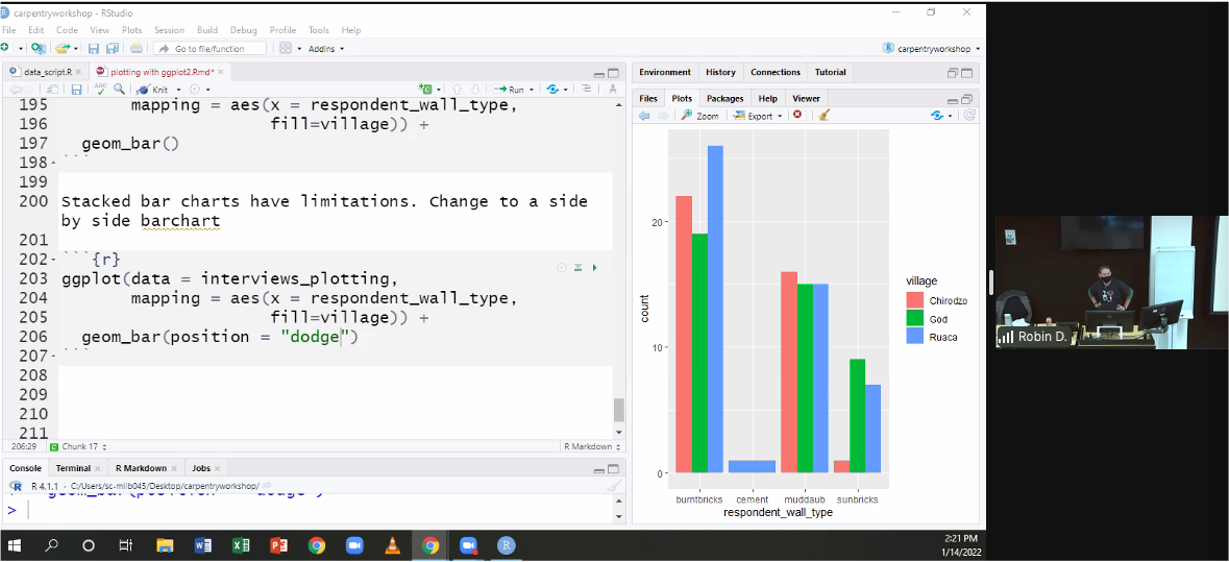 carpentryworkshop - RStudio
File Edit Code View Plots Session Build Debug Profile Tools Help
Go to file/function
Addins
carpentryworkshop
data_script.R
plotting with ggplot2.Rmd*
Knit
Run
195 mapping = aes(x = respondent_wall_type,
196 fill=village)) +
197 geom_bar()
198 ```
199
200 Stacked bar charts have limitations. Change to a side
by side barchart
201
202 ```{r}
203 ggplot(data = interviews_plotting,
204 mapping = aes(x = respondent_wall_type,
205 fill=village)) +
206 geom_bar(position = "dodge")
207 ```
208
209
210
211
206:29 Chunk 17 R Markdown
Console Terminal R Markdown Jobs
R 4.1.1 · C:/Users/sc-mlib045/Desktop/carpentryworkshop/
>
Environment History Connections Tutorial
Files Plots Packages Help Viewer
Zoom Export
20
10
0
count
burntbricks cement muddaub sunbricks
respondent_wall_type
village
Chirodzo
God
Ruaca
Robin D.
2:21 PM
1/14/2022